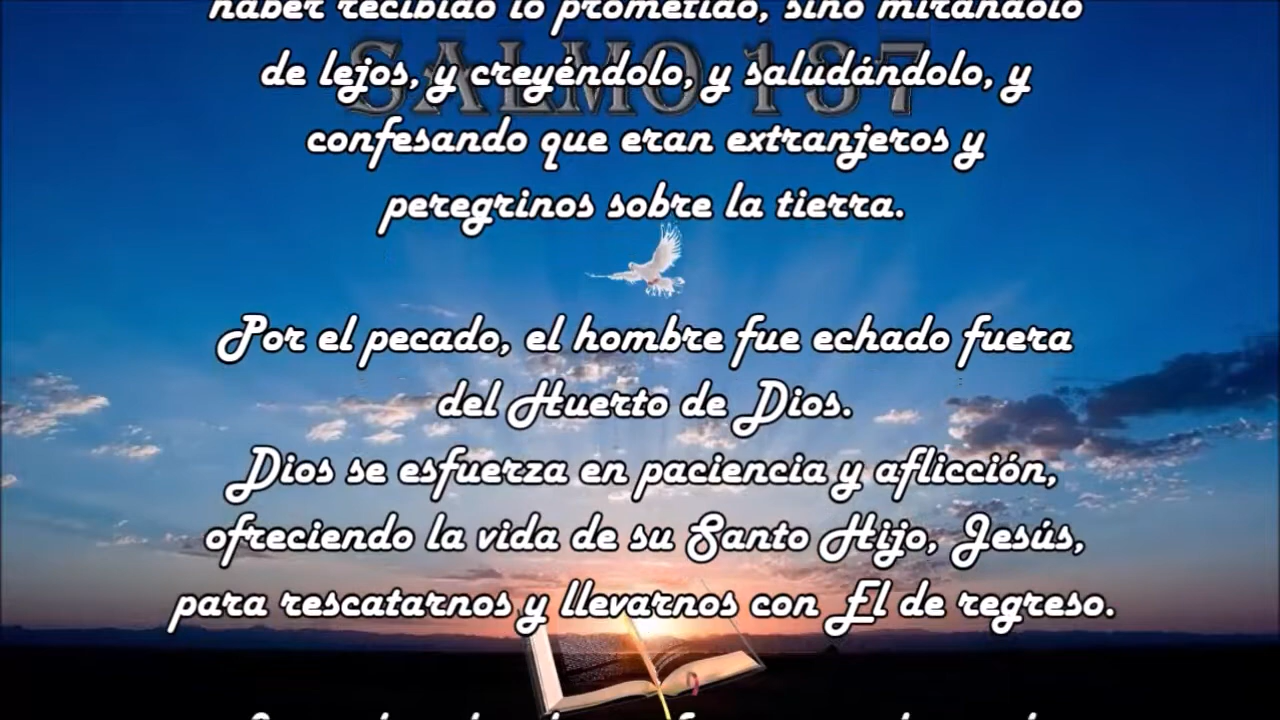 haber recibido lo prometido, sino mirándolo
SALMO 137
de lejos, y creyéndolo, y saludándolo, y
confesando que eran extranjeros y
peregrinos sobre la tierra.
Por el pecado, el hombre fue echado fuera
del Huerto de Dios.
Dios se esfuerza en paciencia y aflicción,
ofreciendo la vida de su Santo Hijo, Jesús,
para rescatarnos y llevarnos con El de regreso.